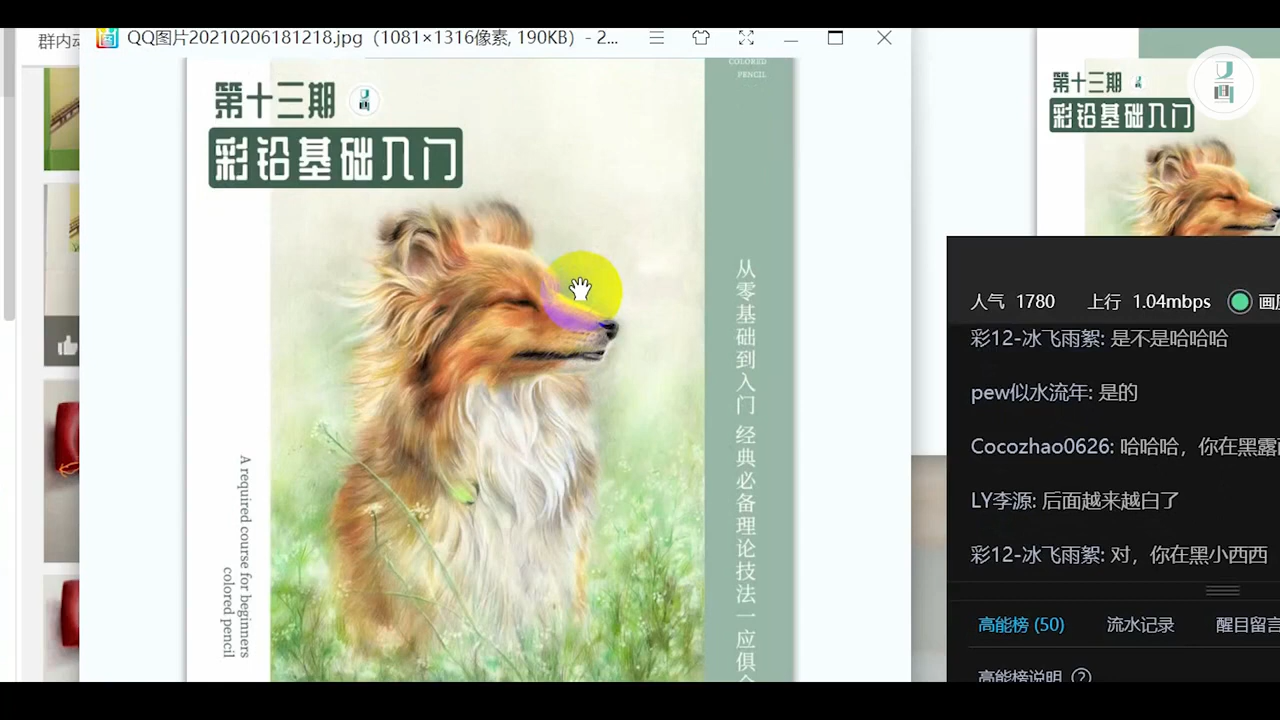 群内动
QQ图片20210206181218.jpg (1081×1316像素, 190KB) - 2...
COLORED
PENCIL
第十三期
彩铅基础入门
从零基础到入门 经典必备理论技法一应俱全
A required course for beginners
colored pencil
第十三期
彩铅基础入门
人气 1780 上行 1.04mbps 画质
彩12-冰飞雨絮: 是不是哈哈哈
pew似水流年: 是的
Cocozhao0626: 哈哈哈，你在黑露西
LY李源: 后面越来越白了
彩12-冰飞雨絮: 对，你在黑小西西
高能榜 (50) 流水记录 醒目留言
高能榜说明